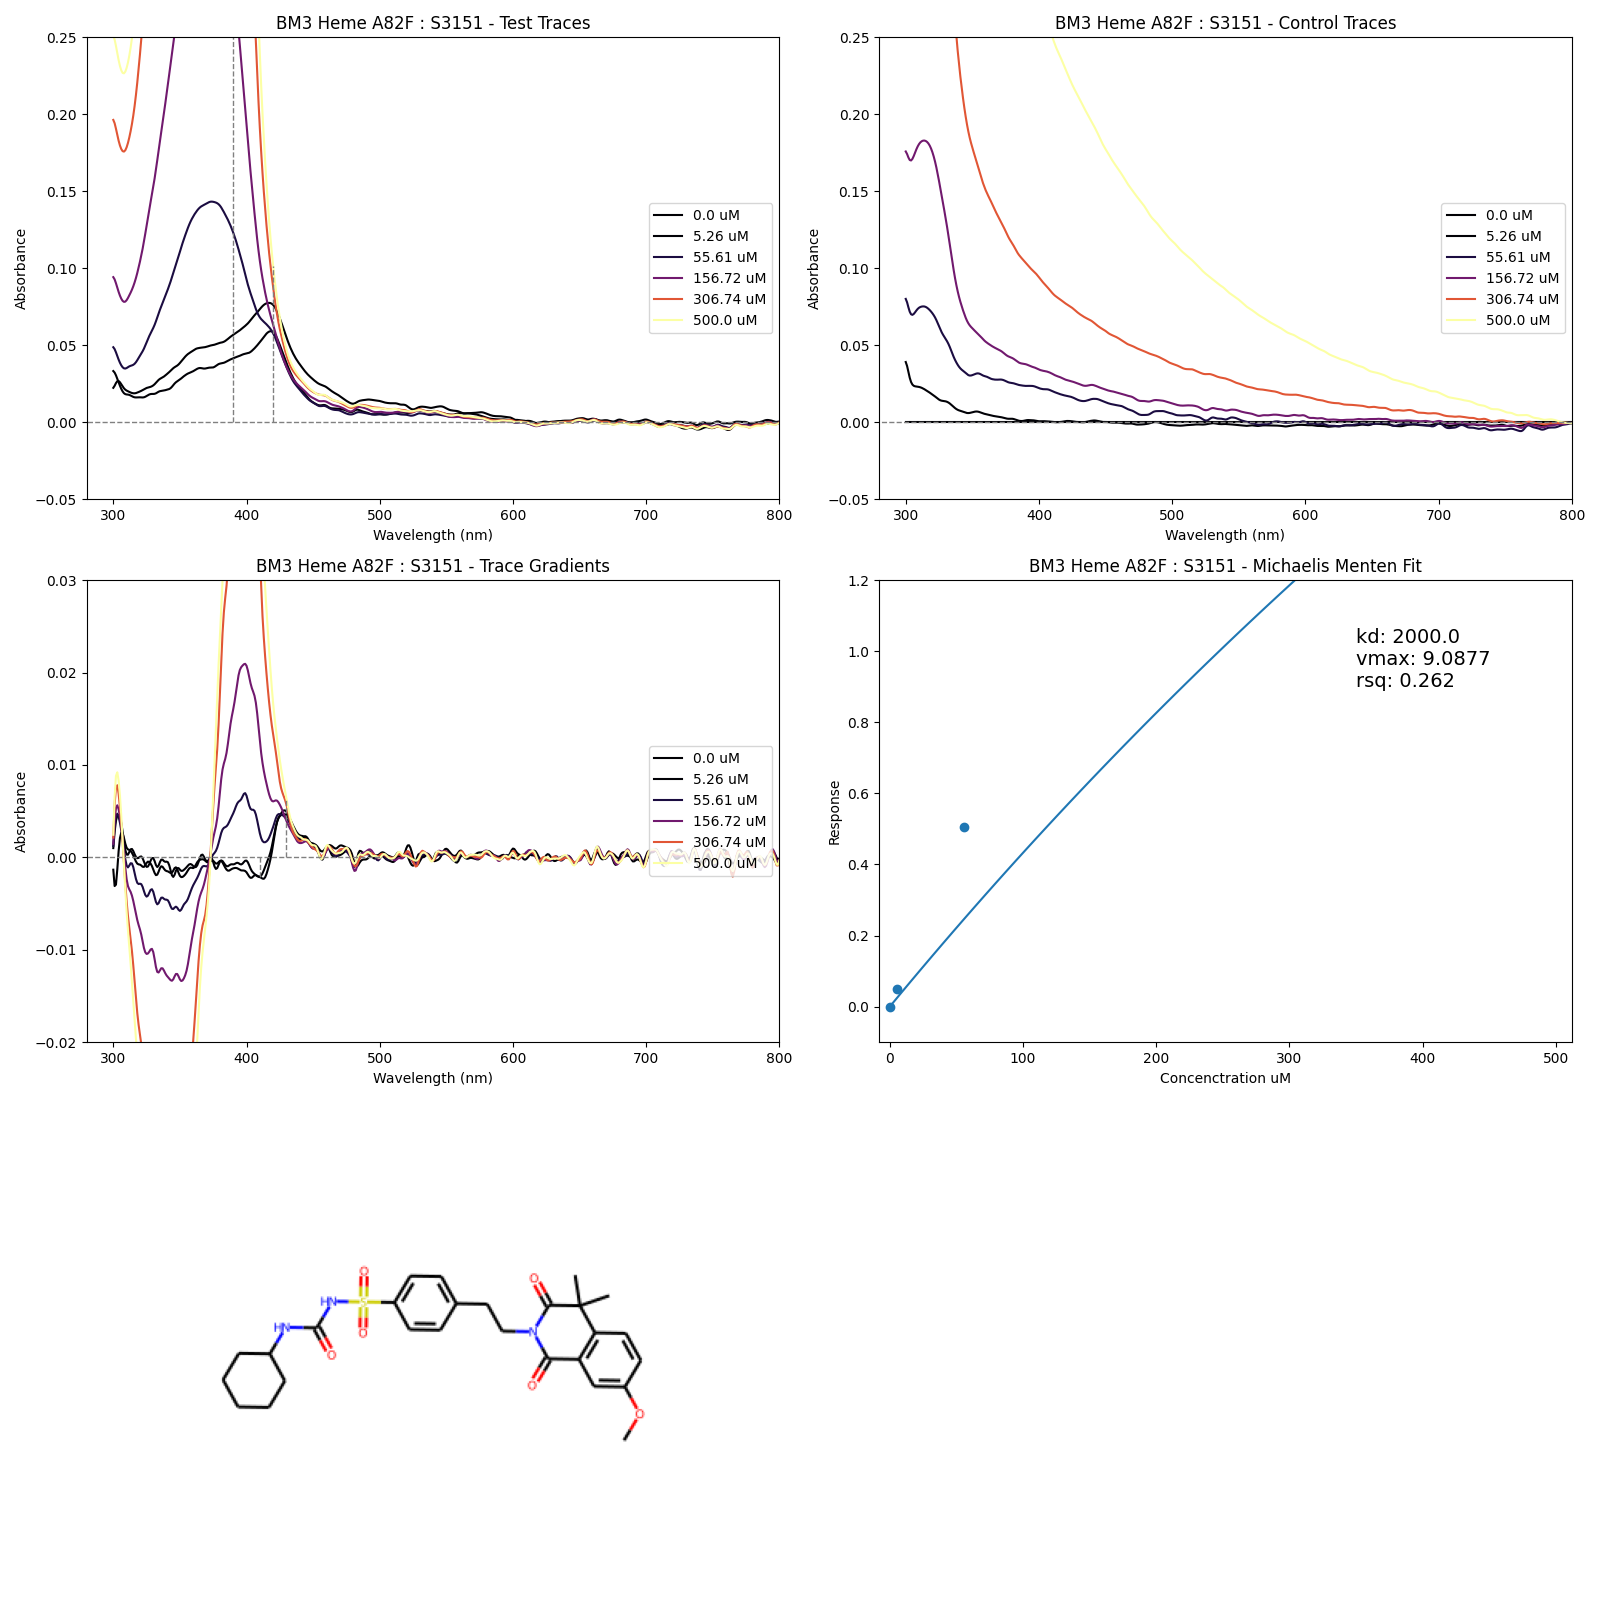 BM3 Heme A82F : S3151 - Test Traces
0.25
0.20
0.15
0.10
0.05
0.00
−0.05
Absorbance
0.0 uM
5.26 uM
55.61 uM
156.72 uM
306.74 uM
500.0 uM
300 400 500 600 700 800
Wavelength (nm)
BM3 Heme A82F : S3151 - Control Traces
0.25
0.20
0.15
0.10
0.05
0.00
−0.05
Absorbance
0.0 uM
5.26 uM
55.61 uM
156.72 uM
306.74 uM
500.0 uM
300 400 500 600 700 800
Wavelength (nm)
BM3 Heme A82F : S3151 - Trace Gradients
0.03
0.02
0.01
0.00
−0.01
−0.02
Absorbance
0.0 uM
5.26 uM
55.61 uM
156.72 uM
306.74 uM
500.0 uM
300 400 500 600 700 800
Wavelength (nm)
BM3 Heme A82F : S3151 - Michaelis Menten Fit
1.2
1.0
0.8
0.6
0.4
0.2
0.0
Response
kd: 2000.0
vmax: 9.0877
rsq: 0.262
0 100 200 300 400 500
Concenctration uM
O
HN
S
O
HN
O
O
N
O
O